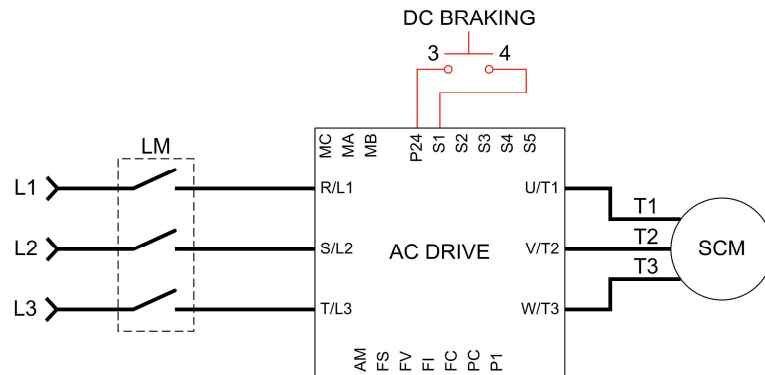 DC BRAKING
3 4
MC MA MB P24 S1 S2 S3 S4 S5
LM
L1 R/L1 U/T1 T1
L2 S/L2 AC DRIVE V/T2 T2 SCM
L3 T/L3 W/T3 T3
AM FS FV FI FC PC P1